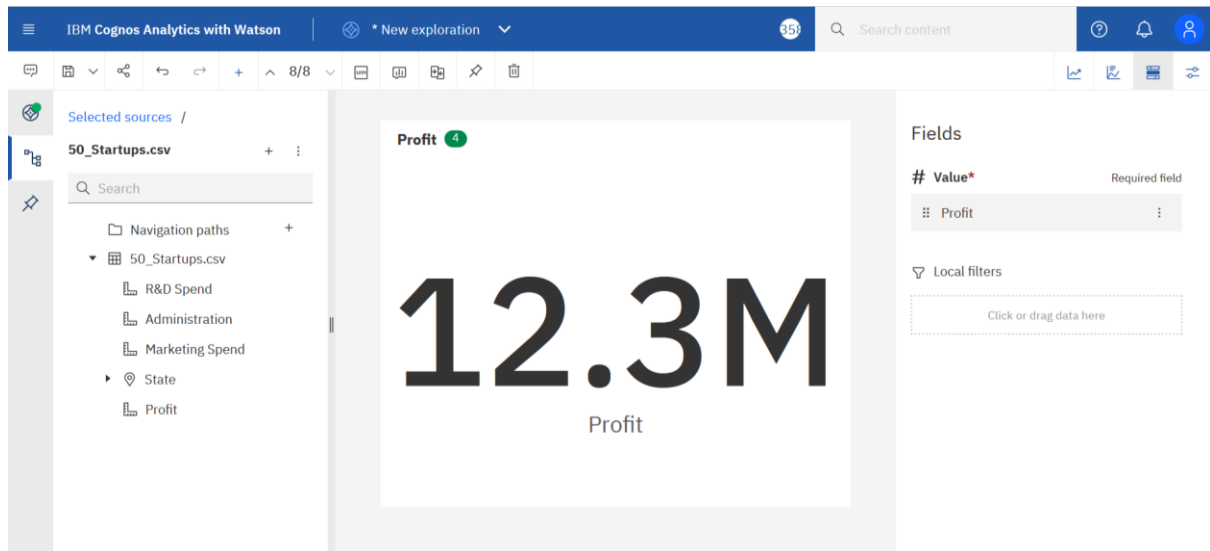 IBM Cognos Analytics with Watson
* New exploration
Search content
8/8
Selected sources /
50_Startups.csv
Search
Navigation paths
50_Startups.csv
R&D Spend
Administration
Marketing Spend
State
Profit
Profit 4
12.3M
Profit
Fields
# Value*
Required field
Profit
Local filters
Click or drag data here